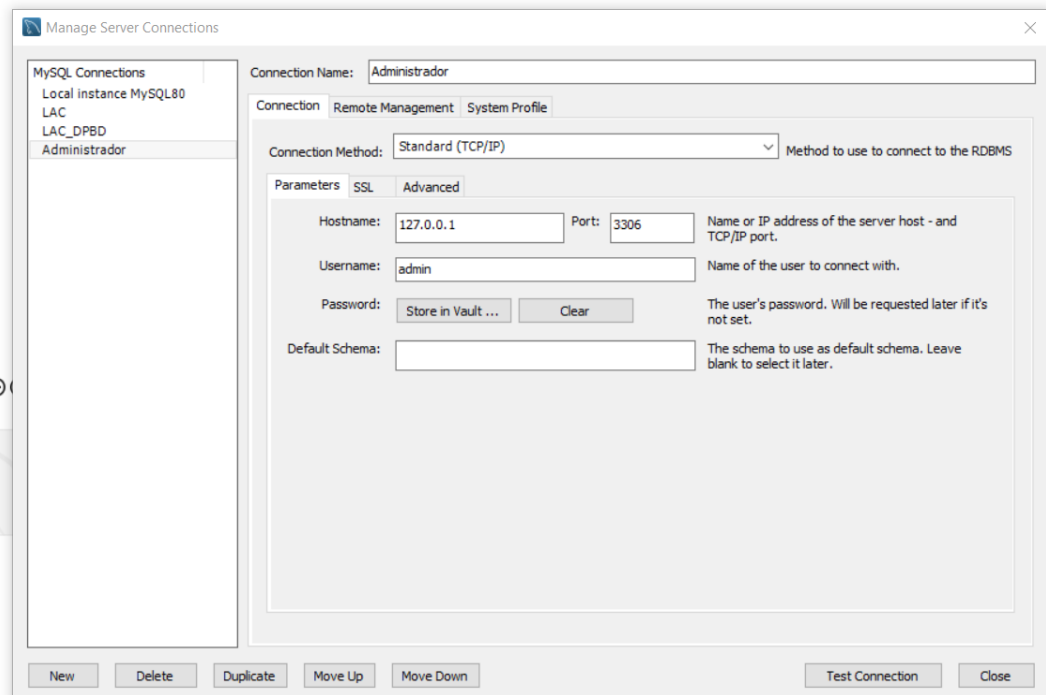 Manage Server Connections
MySQL Connections
Local instance MySQL80
LAC
LAC_DPBD
Administrador
Connection Name: Administrador
Connection Remote Management System Profile
Connection Method: Standard (TCP/IP) Method to use to connect to the RDBMS
Parameters SSL Advanced
Hostname: 127.0.0.1 Port: 3306 Name or IP address of the server host - and
TCP/IP port.
Username: admin Name of the user to connect with.
Password: Store in Vault ... Clear The user's password. Will be requested later if it's
not set.
Default Schema: The schema to use as default schema. Leave
blank to select it later.
New Delete Duplicate Move Up Move Down Test Connection Close